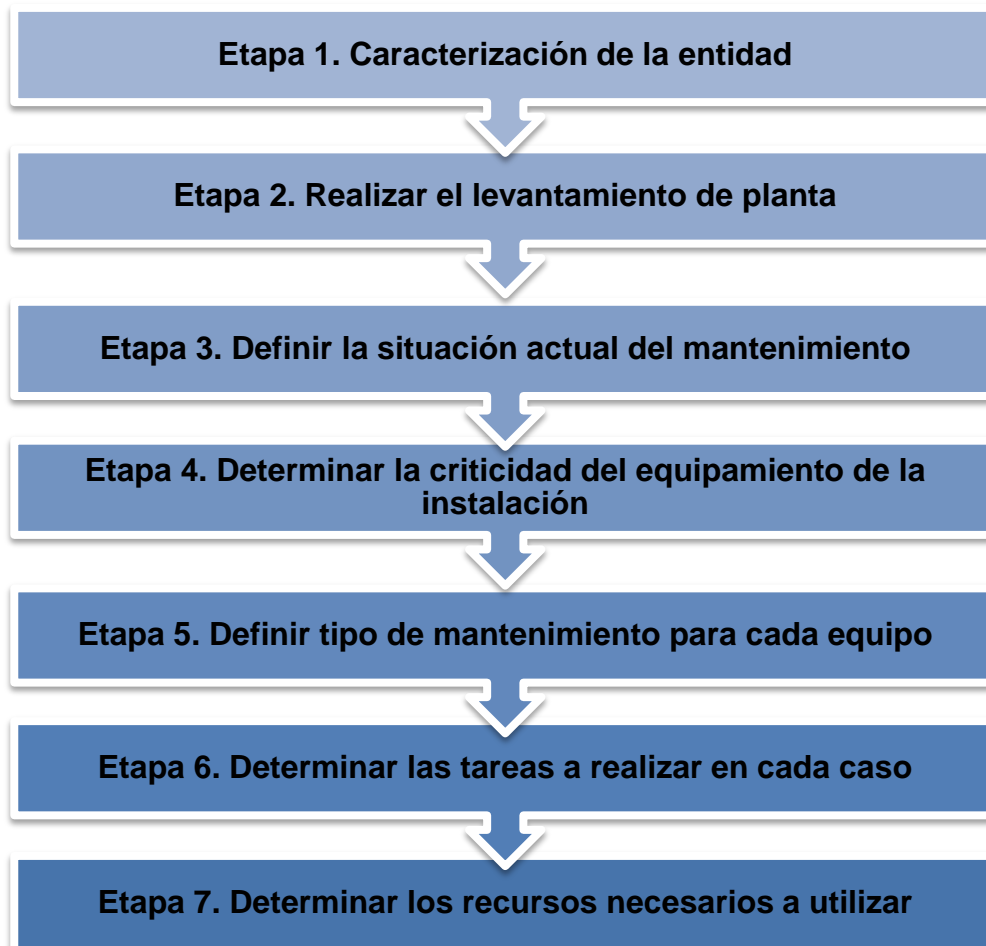 Etapa 1. Caracterización de la entidad
Etapa 2. Realizar el levantamiento de planta
Etapa 3. Definir la situación actual del mantenimiento
Etapa 4. Determinar la criticidad del equipamiento de la
instalación
Etapa 5. Definir tipo de mantenimiento para cada equipo
Etapa 6. Determinar las tareas a realizar en cada caso
Etapa 7. Determinar los recursos necesarios a utilizar